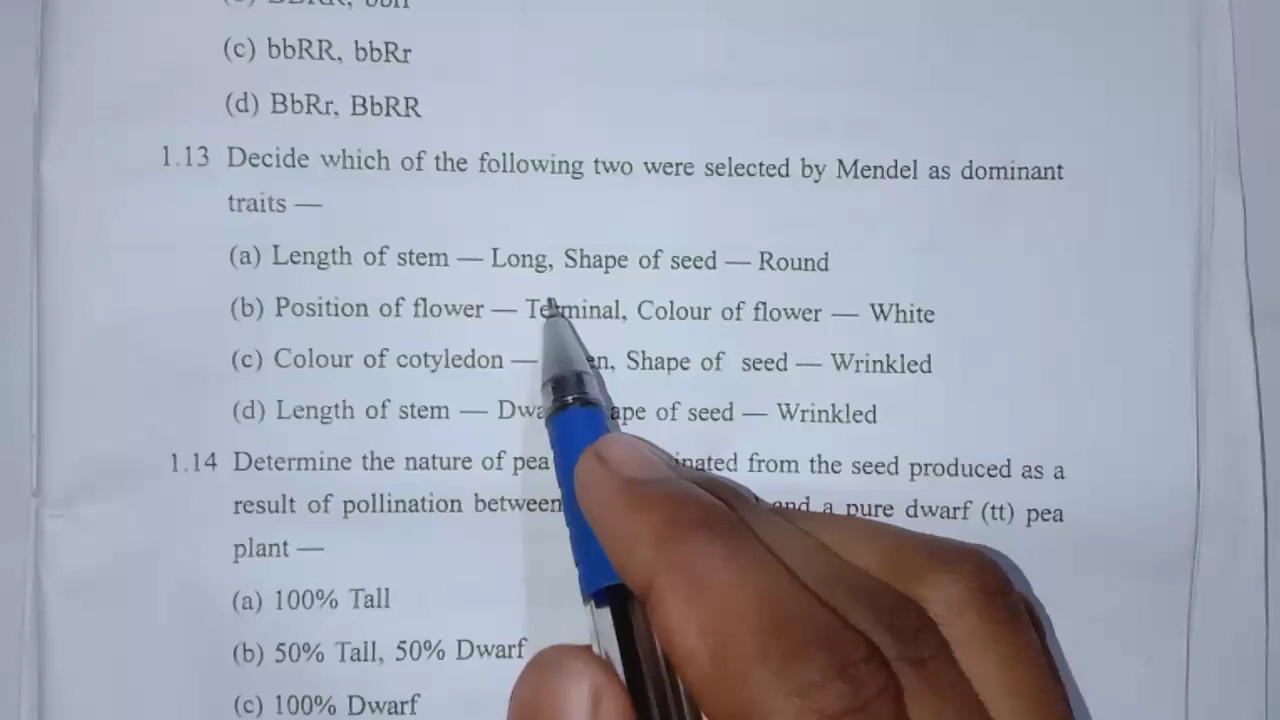 (c) bbRR, bbRr
(d) BbRr, BbRR
1.13 Decide which of the following two were selected by Mendel as dominant
traits —
(a) Length of stem — Long, Shape of seed — Round
(b) Position of flower — Terminal, Colour of flower — White
(c) Colour of cotyledon — Shape of seed — Wrinkled
(d) Length of stem — of seed — Wrinkled
1.14 Determine the nature of pea from the seed produced as a
result of pollination between and a pure dwarf (tt) pea
plant —
(a) 100% Tall
(b) 50% Tall, 50% Dwarf
(c) 100% Dwarf